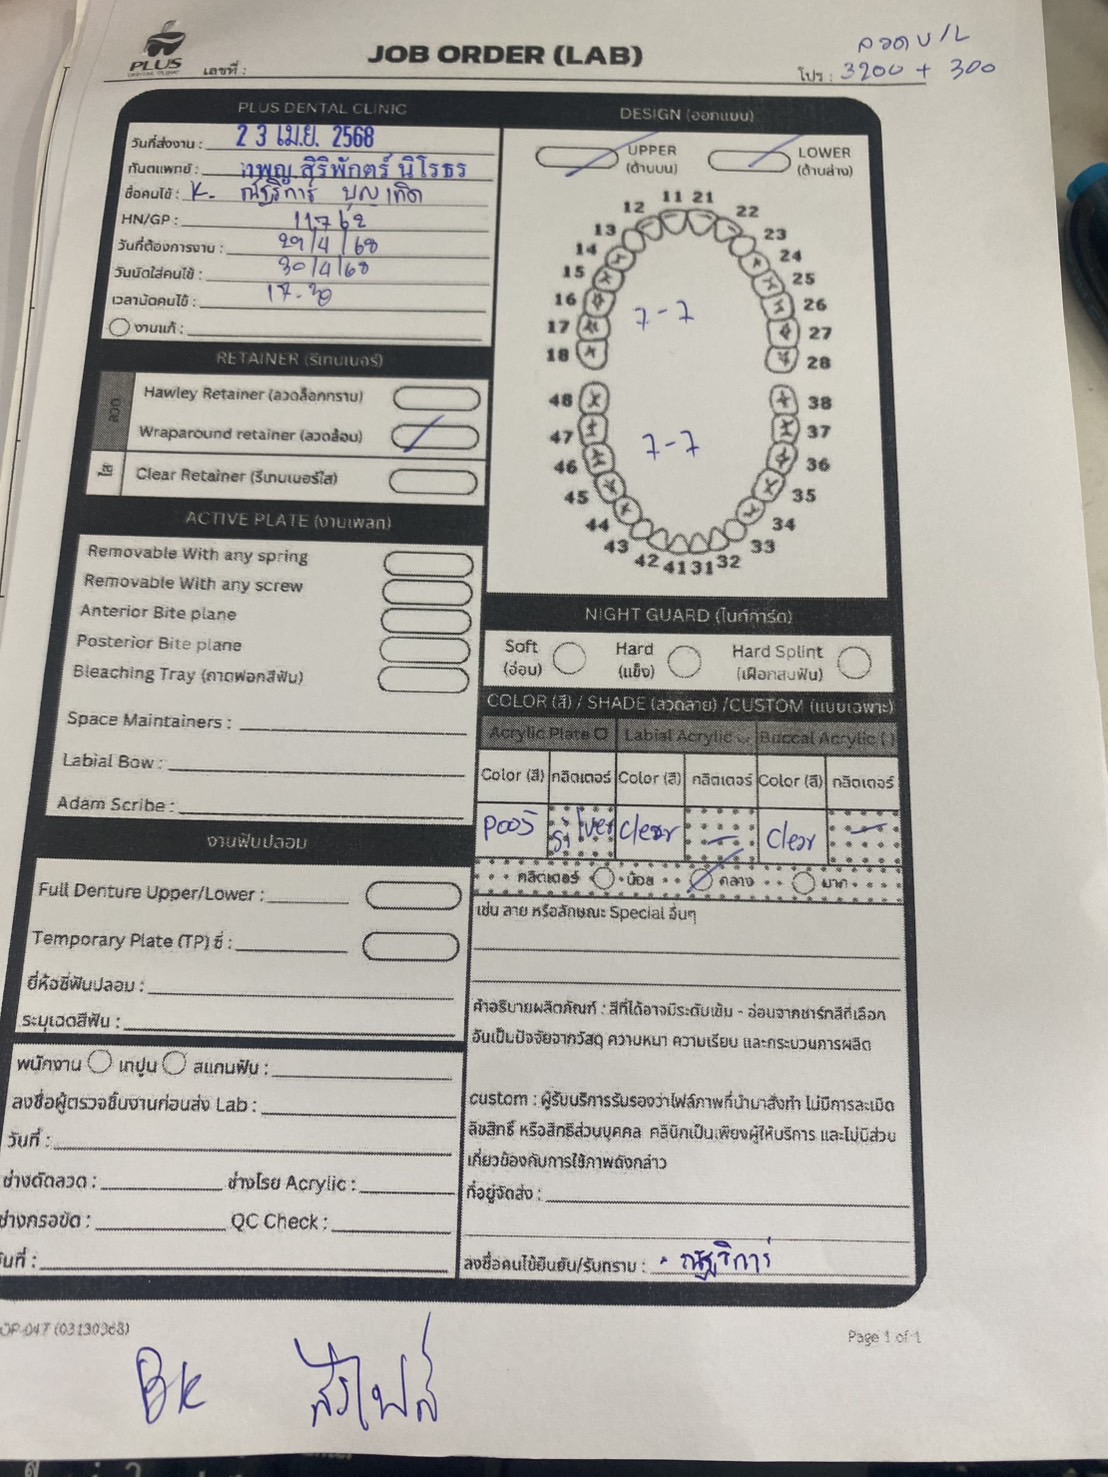 PLUS
DENTAL CLINIC
เลขที่ :
JOB ORDER (LAB)
ลวด U/L
โปร : 3200 + 300
PLUS DENTAL CLINIC
วันที่ส่งงาน : 23 เม.ย. 2568
ทันตแพทย์ : ทพญ.สิริพักตร์ นิโรธร
ชื่อคนไข้ : K. ณัฐริการ์ บุญเกิด
HN/GP : 11762
วันที่ต้องการงาน : 29/4/68
วันนัดใส่คนไข้ : 30/4/68
เวลานัดคนไข้ : 17.30
งานแก้ :
RETAINER (รีเทนเนอร์)
ลวด
Hawley Retainer (ลวดล็อกกราม)
Wraparound retainer (ลวดล้อม)
ใส
Clear Retainer (รีเทนเนอร์ใส)
ACTIVE PLATE (งานเพลท)
Removable With any spring
Removable With any screw
Anterior Bite plane
Posterior Bite plane
Bleaching Tray (ถาดฟอกสีฟัน)
Space Maintainers :
Labial Bow :
Adam Scribe :
งานฟันปลอม
Full Denture Upper/Lower :
Temporary Plate (TP) ซี่ :
ยี่ห้อซี่ฟันปลอม :
ระบุเฉดสีฟัน :
พนักงาน เทปูน สแกนฟัน :
ลงชื่อผู้ตรวจชิ้นงานก่อนส่ง Lab :
วันที่ :
ช่างดัดลวด : ช่างโรย Acrylic :
ช่างกรอขัด : QC Check :
วันที่ :
DESIGN (ออกแบบ)
UPPER
(ด้านบน)
LOWER
(ด้านล่าง)
11 21
12 22
13 23
14 24
15 25
16 26
7-7
17 27
18 28
48 38
47 37
7-7
46 36
45 35
44 34
43 33
42 41 31 32
NIGHT GUARD (ไนท์การ์ด)
Soft
(อ่อน)
Hard
(แข็ง)
Hard Splint
(เฝือกสบฟัน)
COLOR (สี) / SHADE (ลวดลาย) /CUSTOM (แบบเฉพาะ)
Acrylic Plate Labial Acrylic Buccal Acrylic ( )
Color (สี) กลิตเตอร์ Color (สี) กลิตเตอร์ Color (สี) กลิตเตอร์
P005 Silver Clear - Clear -
กลิตเตอร์ น้อย กลาง มาก
เช่น ลาย หรือลักษณะ Special อื่นๆ
คำอธิบายผลิตภัณฑ์ : สีที่ได้อาจมีระดับเข้ม - อ่อนจากชาร์ทสีที่เลือก
อันเป็นปัจจัยจากวัสดุ ความหนา ความเรียบ และกระบวนการผลิต
custom : ผู้รับบริการรับรองว่าไฟล์ภาพที่นำมาสั่งทำ ไม่มีการละเมิด
ลิขสิทธิ์ หรือสิทธิส่วนบุคคล คลินิกเป็นเพียงผู้ให้บริการ และไม่มีส่วน
เกี่ยวข้องกับการใช้ภาพดังกล่าว
ที่อยู่จัดส่ง :
ลงชื่อคนไข้ยืนยัน/รับทราบ : ณัฐริการ์
OP-047 (03130368)
Page 1 of 1
BK ส่งไฟล์